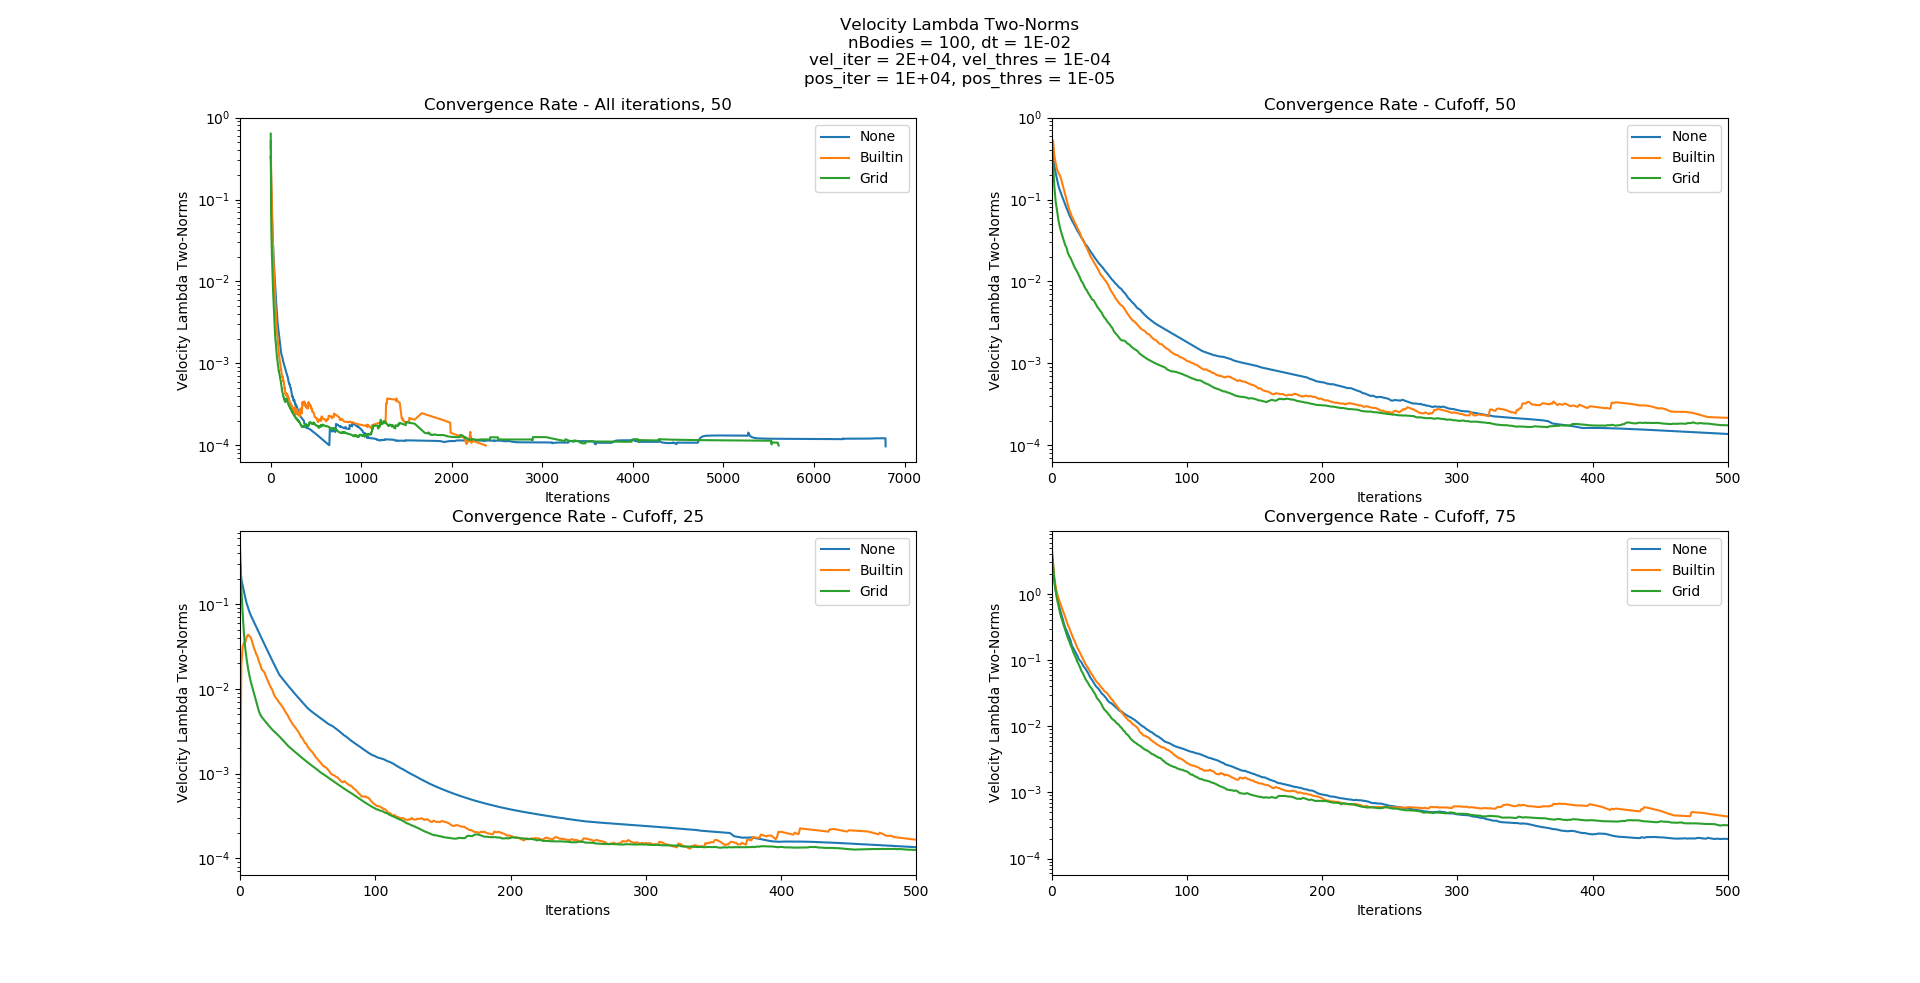 Velocity Lambda Two-Norms
nBodies = 100, dt = 1E-02
vel_iter = 2E+04, vel_thres = 1E-04
pos_iter = 1E+04, pos_thres = 1E-05
Convergence Rate - All iterations, 50
Velocity Lambda Two-Norms
10^0
10^-1
10^-2
10^-3
10^-4
None
Builtin
Grid
0 1000 2000 3000 4000 5000 6000 7000
Iterations
Convergence Rate - Cufoff, 50
Velocity Lambda Two-Norms
10^0
10^-1
10^-2
10^-3
10^-4
None
Builtin
Grid
0 100 200 300 400 500
Iterations
Convergence Rate - Cufoff, 25
Velocity Lambda Two-Norms
10^-1
10^-2
10^-3
10^-4
None
Builtin
Grid
0 100 200 300 400 500
Iterations
Convergence Rate - Cufoff, 75
Velocity Lambda Two-Norms
10^0
10^-1
10^-2
10^-3
10^-4
None
Builtin
Grid
0 100 200 300 400 500
Iterations